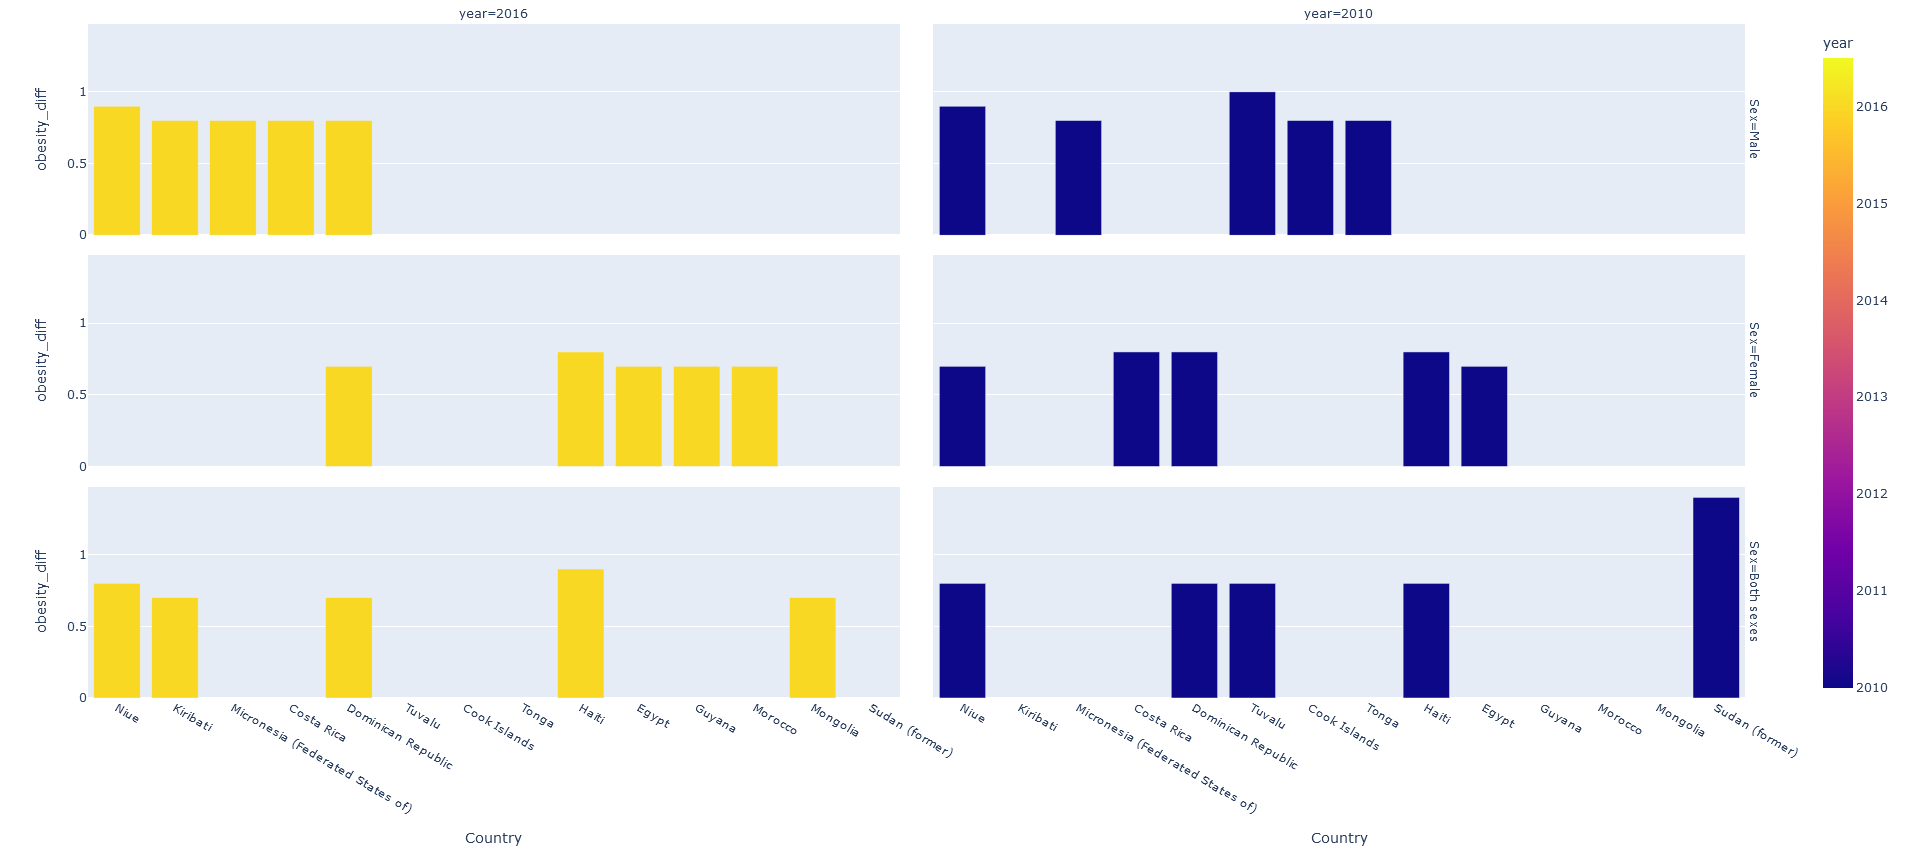 year=2016
year=2010
year
obesity_diff
1
0.5
0
Sex=Male
obesity_diff
1
0.5
0
Sex=Female
obesity_diff
1
0.5
0
Sex=Both sexes
2016
2015
2014
2013
2012
2011
2010
Niue
Kiribati
Micronesia (Federated States of)
Costa Rica
Dominican Republic
Tuvalu
Cook Islands
Tonga
Haiti
Egypt
Guyana
Morocco
Mongolia
Sudan (former)
Niue
Kiribati
Micronesia (Federated States of)
Costa Rica
Dominican Republic
Tuvalu
Cook Islands
Tonga
Haiti
Egypt
Guyana
Morocco
Mongolia
Sudan (former)
Country
Country